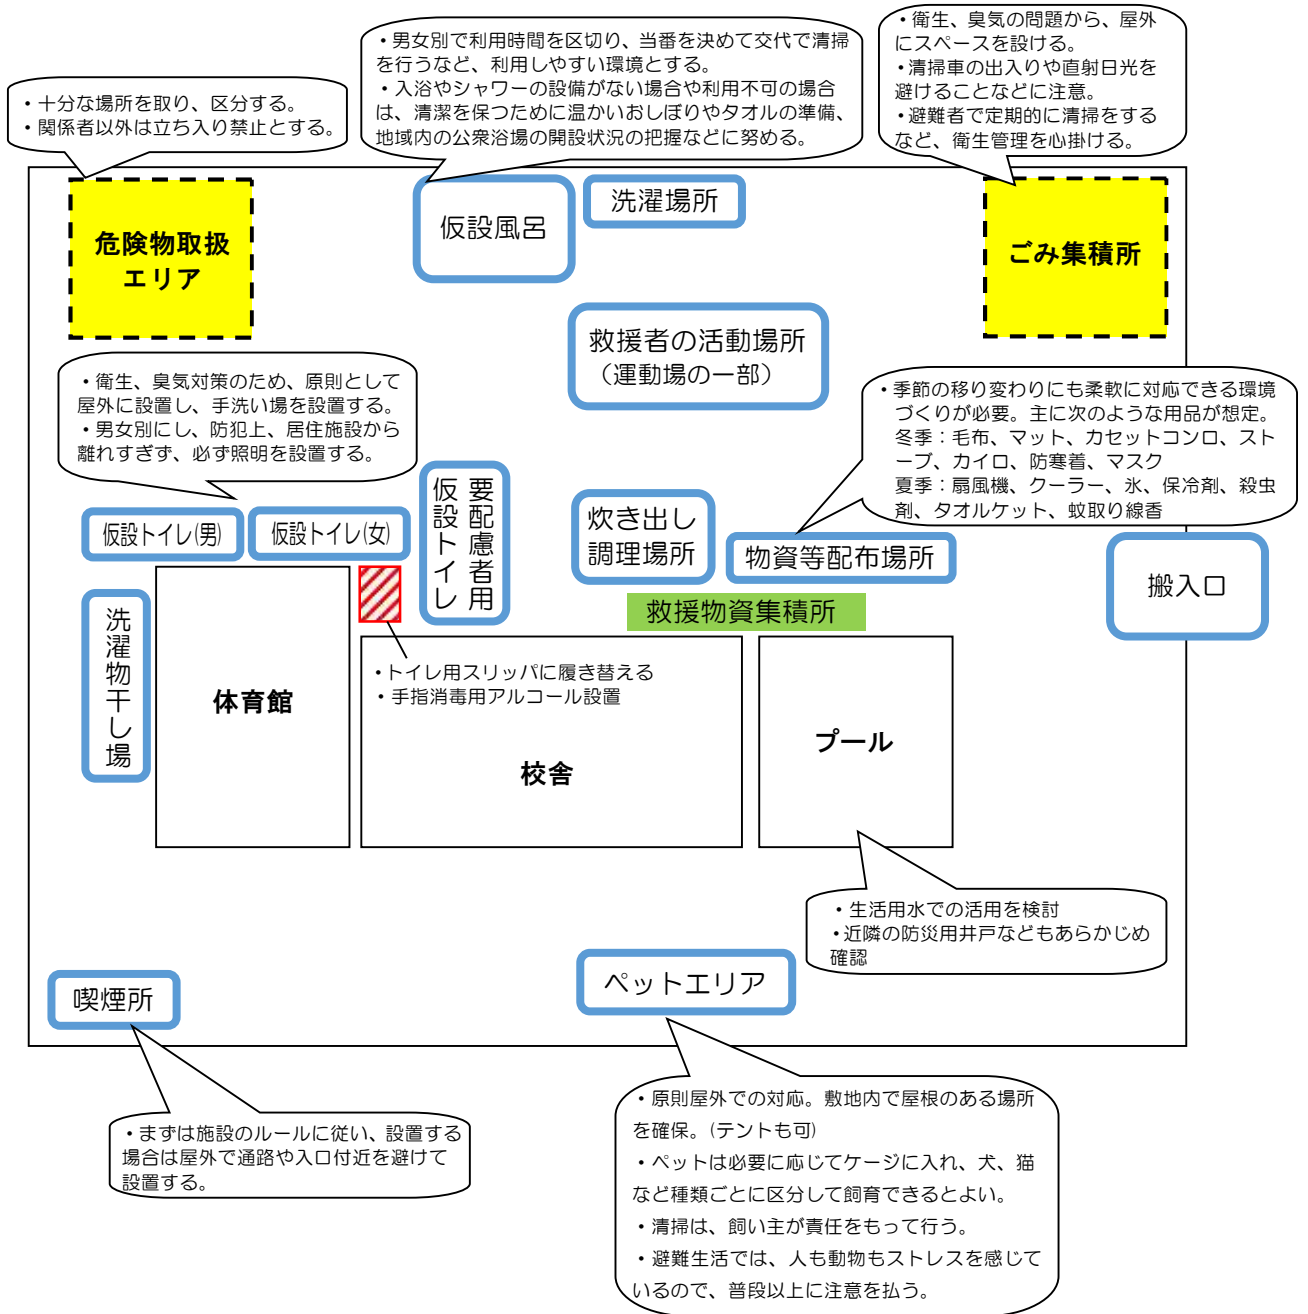 ・十分な場所を取り、区分する。
・関係者以外は立ち入り禁止とする。
・男女別で利用時間を区切り、当番を決めて交代で清掃
を行うなど、利用しやすい環境とする。
・入浴やシャワーの設備がない場合や利用不可の場合
は、清潔を保つために温かいおしぼりやタオルの準備、
地域内の公衆浴場の開設状況の把握などに努める。
・衛生、臭気の問題から、屋外
にスペースを設ける。
・清掃車の出入りや直射日光を
避けることなどに注意。
・避難者で定期的に清掃をする
など、衛生管理を心掛ける。
危険物取扱
エリア
仮設風呂
洗濯場所
ごみ集積所
救援者の活動場所
（運動場の一部）
・衛生、臭気対策のため、原則として
屋外に設置し、手洗い場を設置する。
・男女別にし、防犯上、居住施設から
離れすぎず、必ず照明を設置する。
・季節の移り変わりにも柔軟に対応できる環境
づくりが必要。主に次のような用品が想定。
冬季：毛布、マット、カセットコンロ、スト
ーブ、カイロ、防寒着、マスク
夏季：扇風機、クーラー、氷、保冷剤、殺虫
剤、タオルケット、蚊取り線香
仮設トイレ(男)
仮設トイレ(女)
要配慮者用
仮設トイレ
炊き出し
調理場所
物資等配布場所
搬入口
救援物資集積所
洗濯物干し場
体育館
・トイレ用スリッパに履き替える
・手指消毒用アルコール設置
校舎
プール
・生活用水での活用を検討
・近隣の防災用井戸などもあらかじめ
確認
喫煙所
ペットエリア
・まずは施設のルールに従い、設置する
場合は屋外で通路や入口付近を避けて
設置する。
・原則屋外での対応。敷地内で屋根のある場所
を確保。(テントも可)
・ペットは必要に応じてケージに入れ、犬、猫
など種類ごとに区分して飼育できるとよい。
・清掃は、飼い主が責任をもって行う。
・避難生活では、人も動物もストレスを感じて
いるので、普段以上に注意を払う。